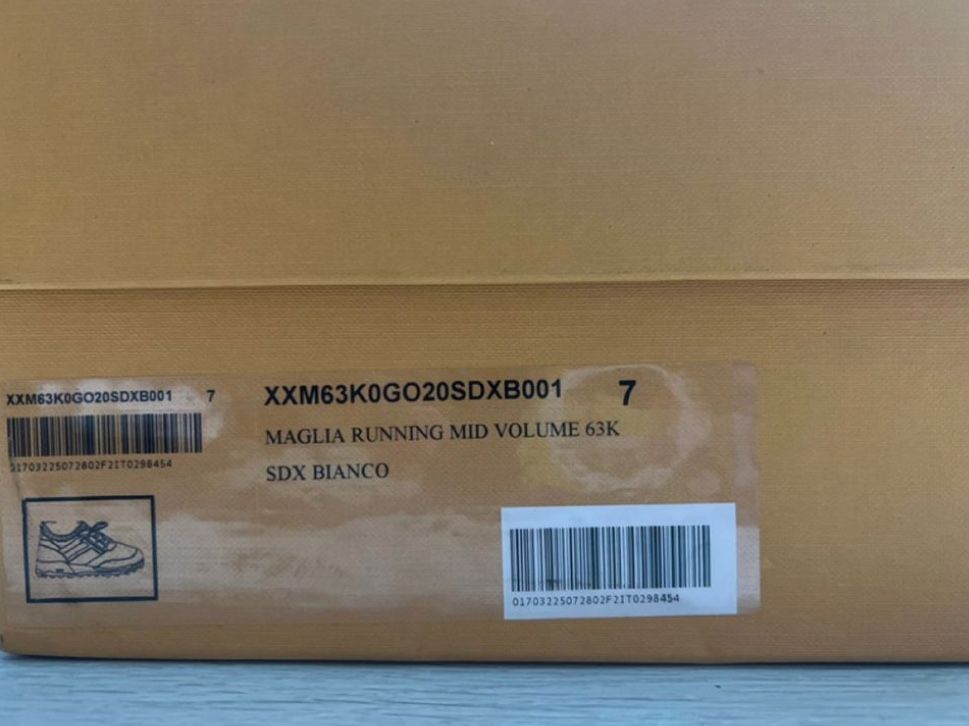 XXM63K0GO20SDXB001 7
01703225072802F2IT0298454
XXM63K0GO20SDXB001 7
MAGLIA RUNNING MID VOLUME 63K
SDX BIANCO
01703225072802F2IT0298454